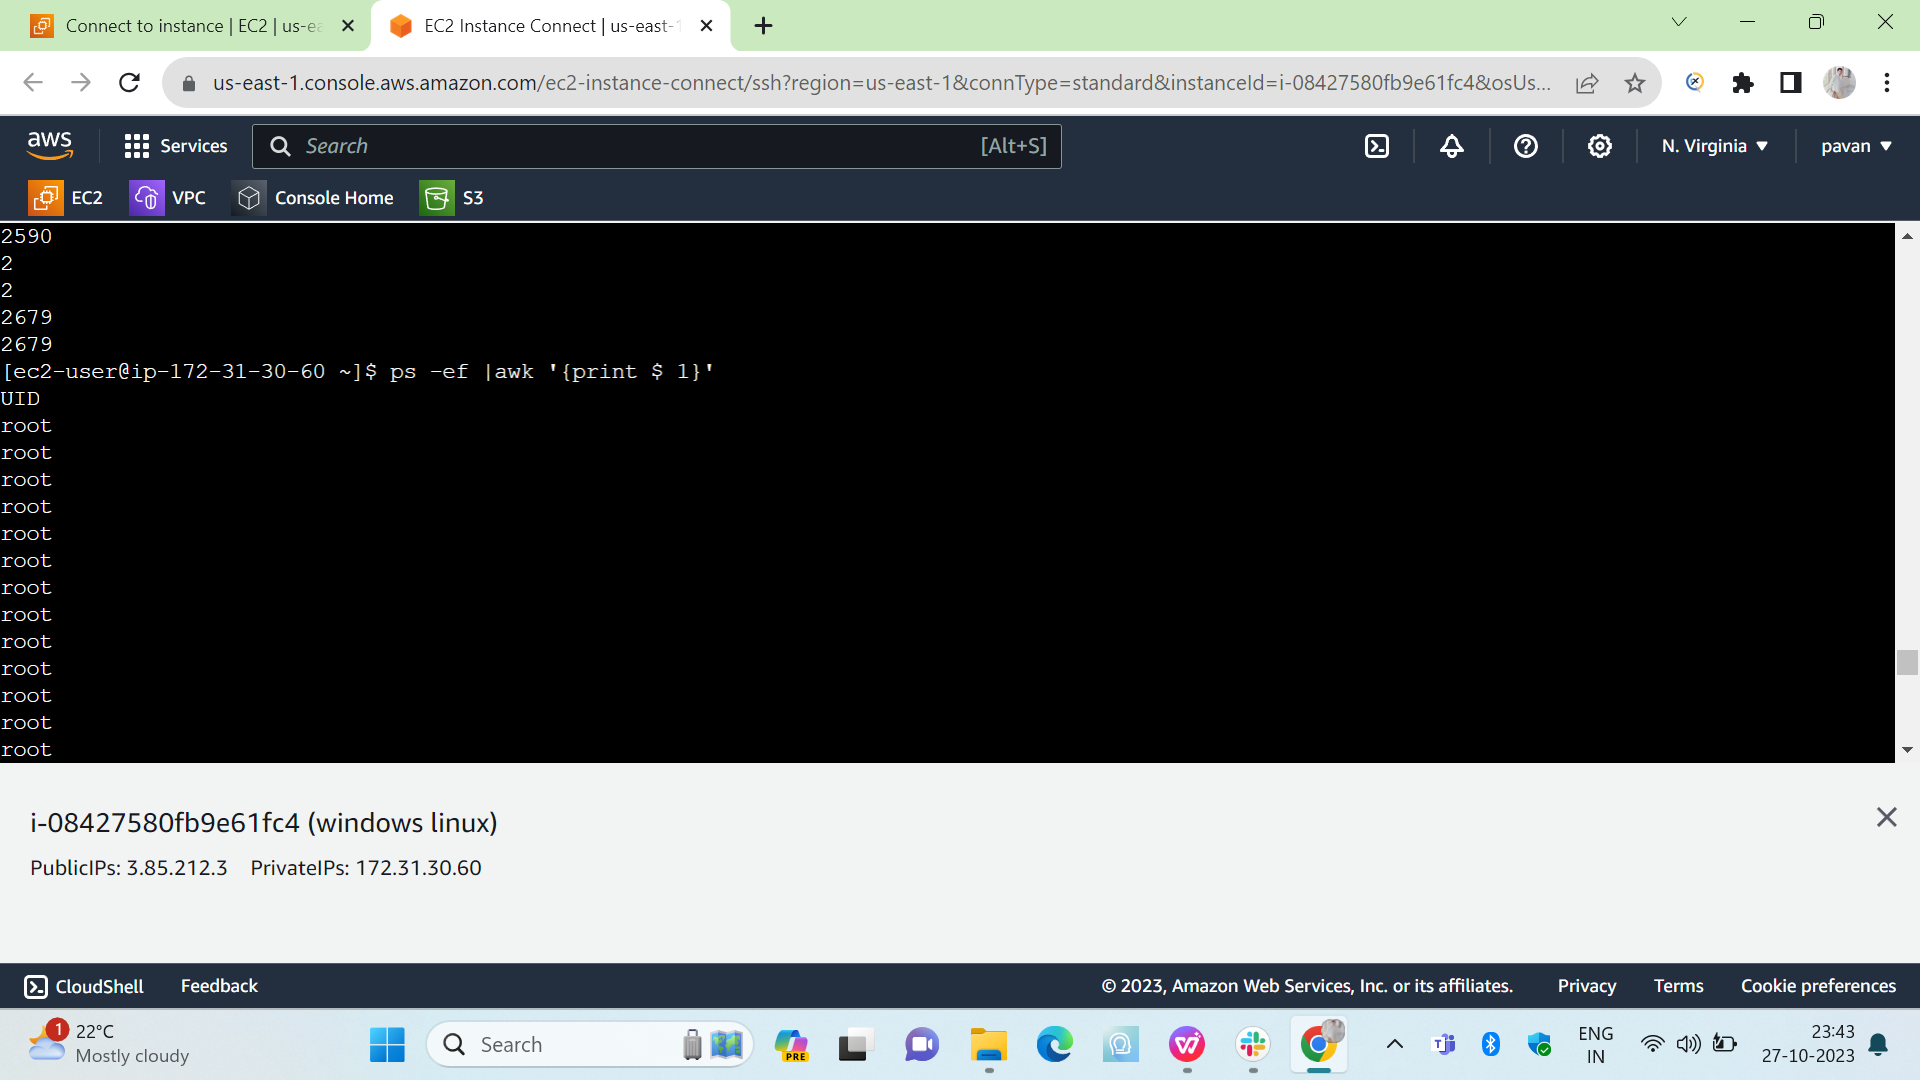 Connect to instance | EC2 | us-ea
EC2 Instance Connect | us-east-1
us-east-1.console.aws.amazon.com/ec2-instance-connect/ssh?region=us-east-1&connType=standard&instanceId=i-08427580fb9e61fc4&osUs...
aws
Services
Search
[Alt+S]
N. Virginia
pavan
EC2
VPC
Console Home
S3
2590
2
2
2679
2679
[ec2-user@ip-172-31-30-60 ~]$ ps -ef |awk '{print $ 1}'
UID
root
root
root
root
root
root
root
root
root
root
root
root
root
i-08427580fb9e61fc4 (windows linux)
PublicIPs: 3.85.212.3 PrivateIPs: 172.31.30.60
CloudShell
Feedback
© 2023, Amazon Web Services, Inc. or its affiliates.
Privacy
Terms
Cookie preferences
1
22°C
Mostly cloudy
Search
PRE
ENG
IN
23:43
27-10-2023